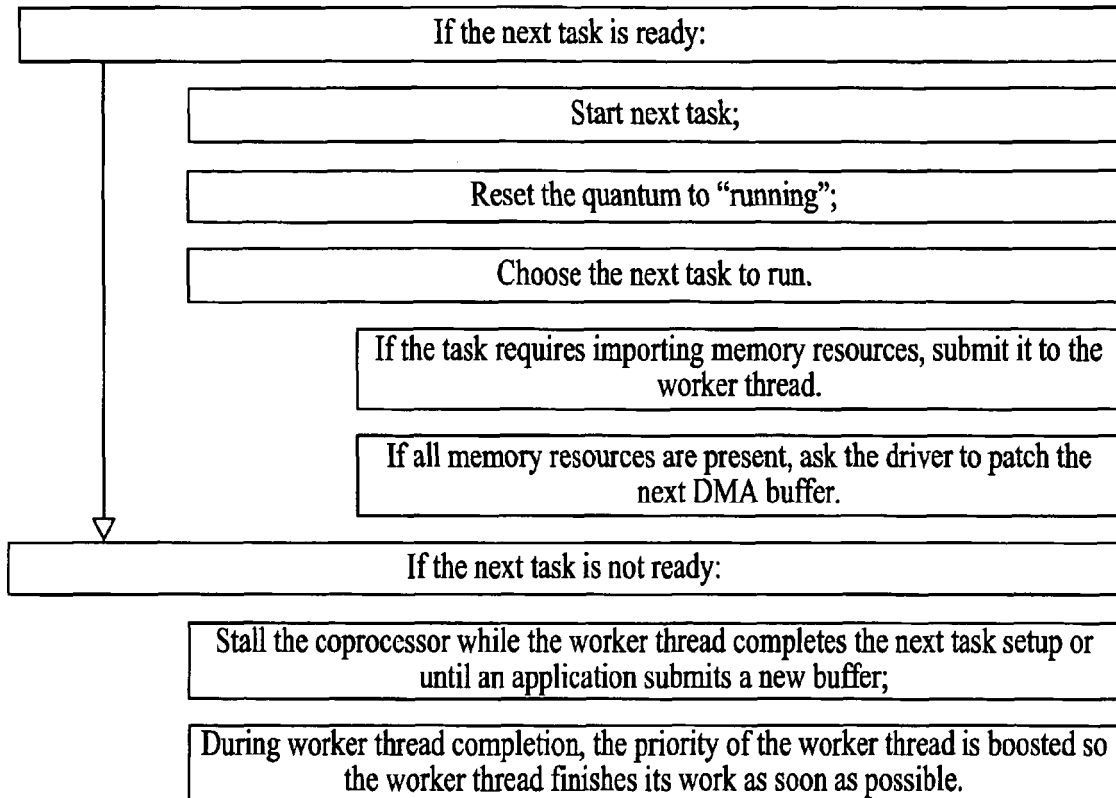 If the next task is ready:
Start next task;
Reset the quantum to “running”;
Choose the next task to run.
If the task requires importing memory resources, submit it to the
worker thread.
If all memory resources are present, ask the driver to patch the
next DMA buffer.
If the next task is not ready:
Stall the coprocessor while the worker thread completes the next task setup or
until an application submits a new buffer;
During worker thread completion, the priority of the worker thread is boosted so
the worker thread finishes its work as soon as possible.